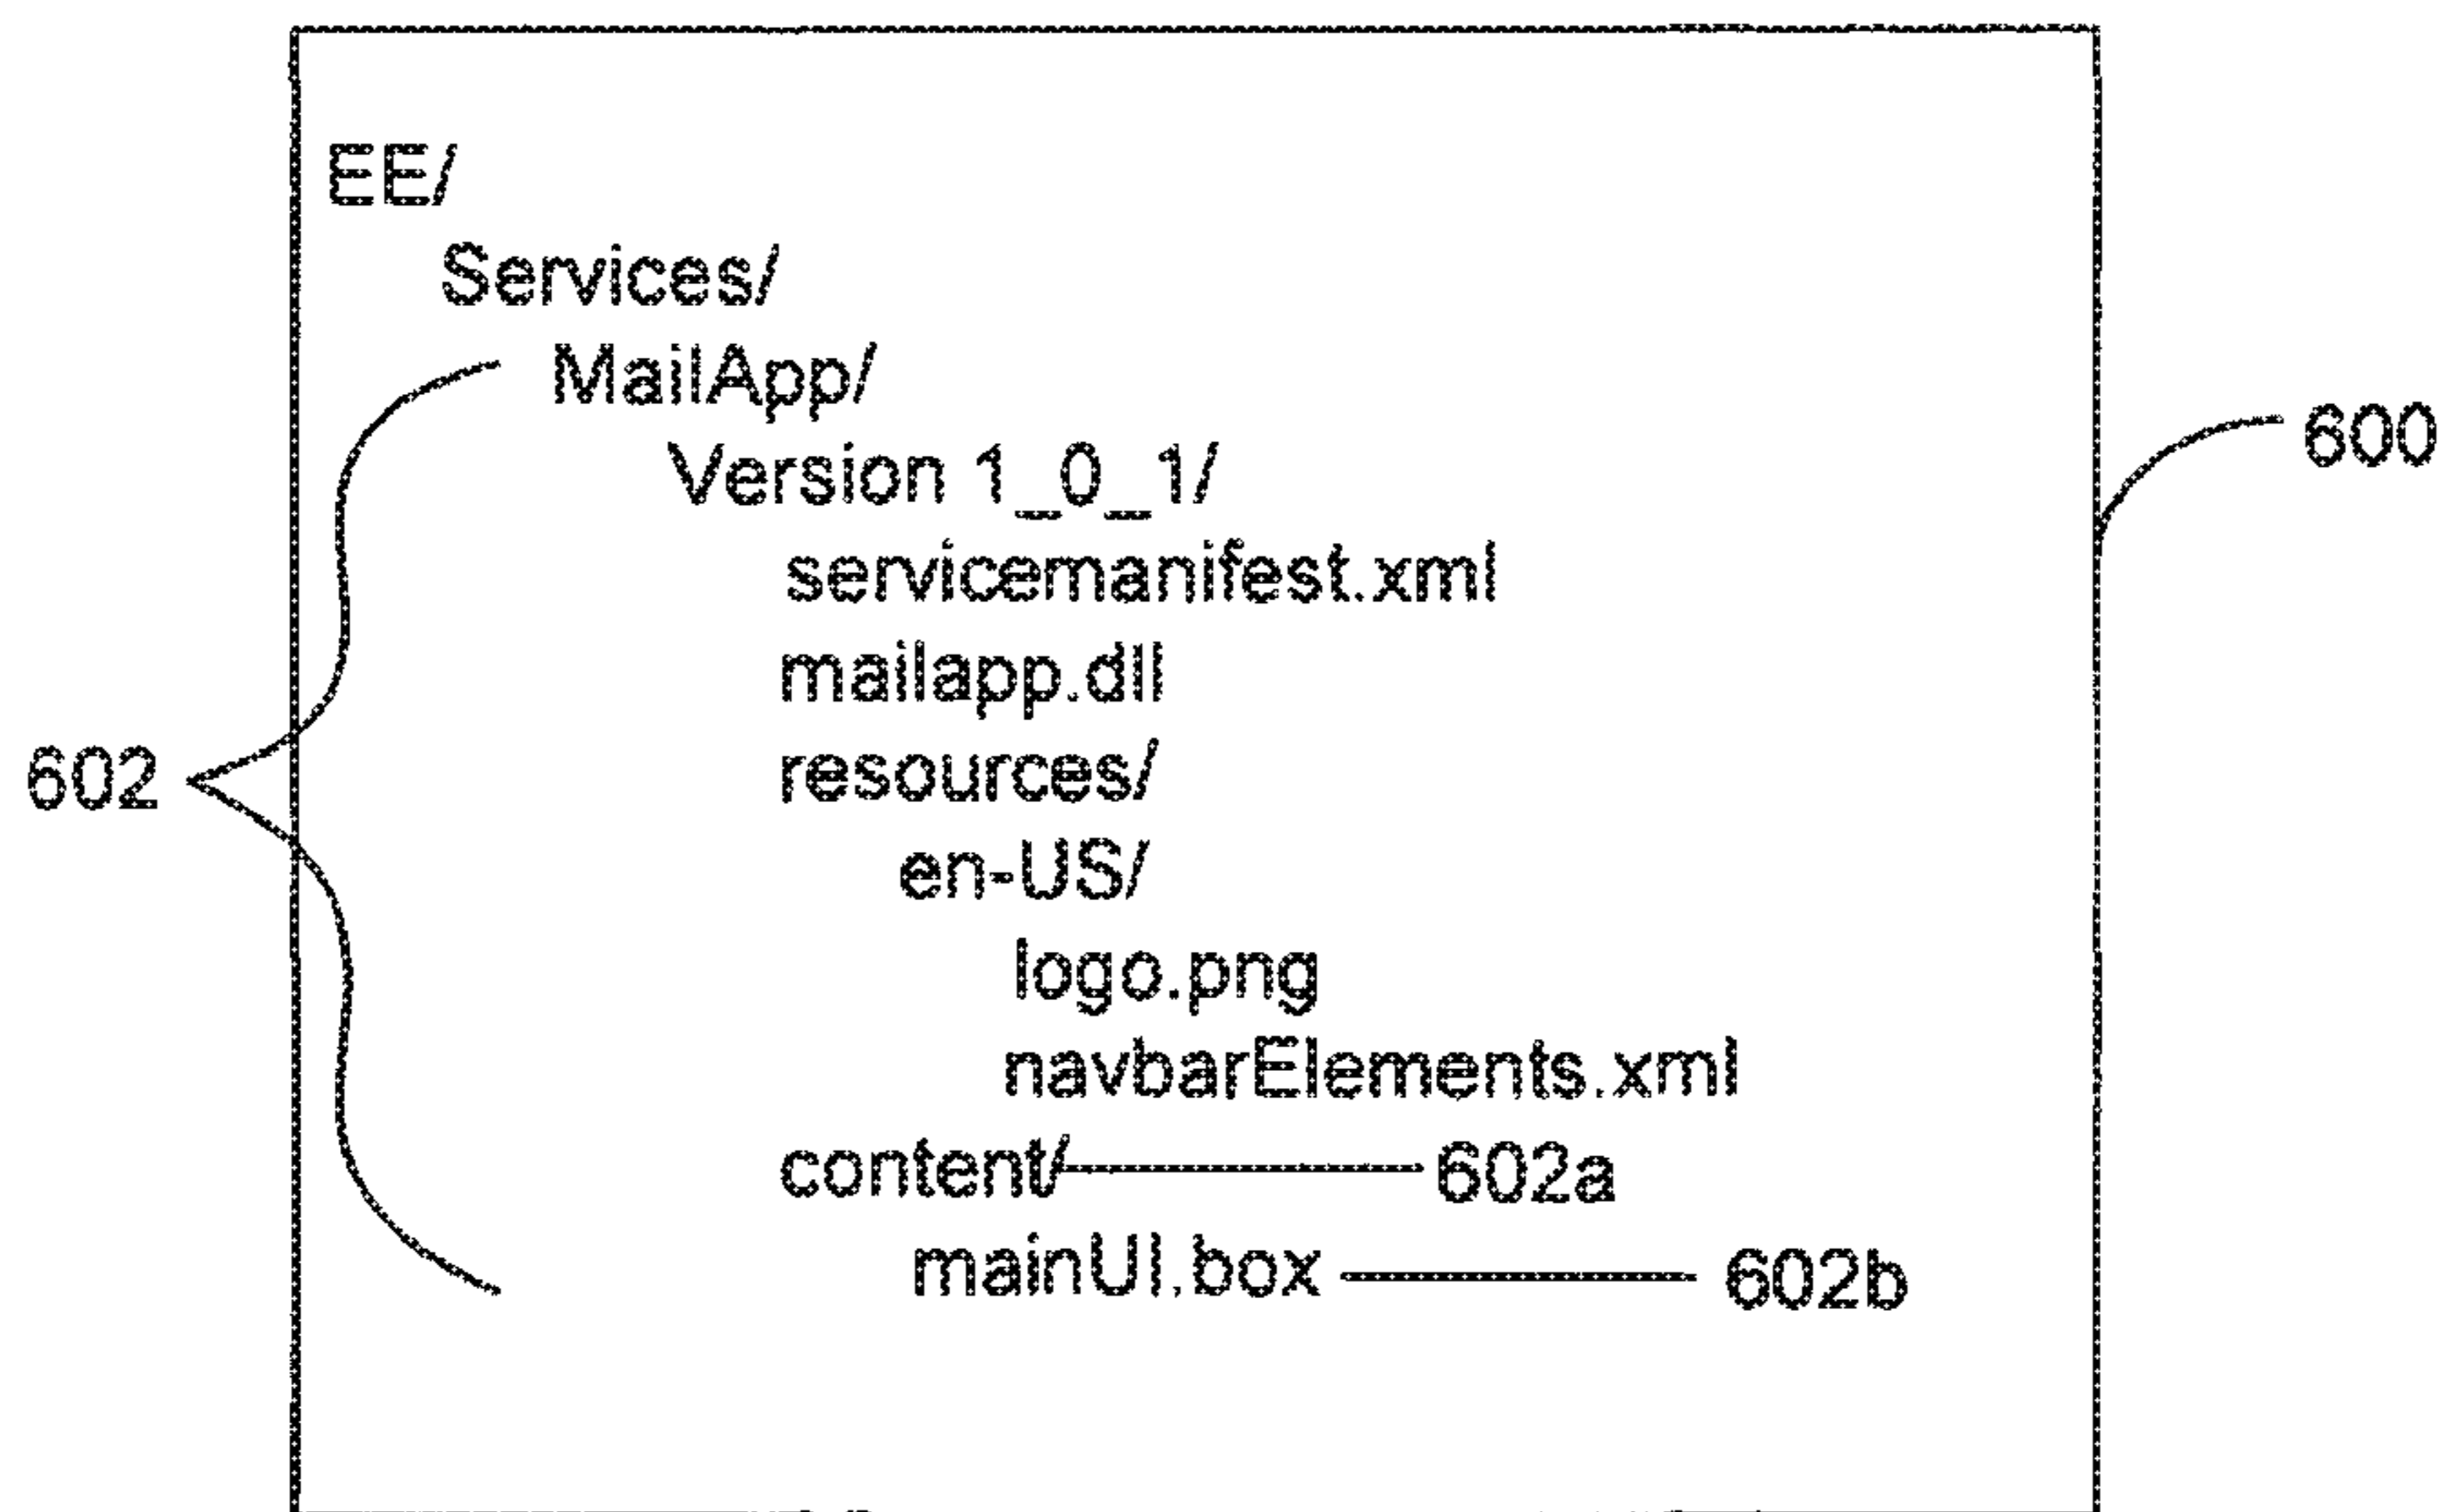 EE/
Services/
MailApp/
Version 1_0_1/
600
servicemanifest.xml
mailapp.dll
602
resources/
en-US/
logo.png
navbarElements.xml
content/ 602a
mainUI.box 602b